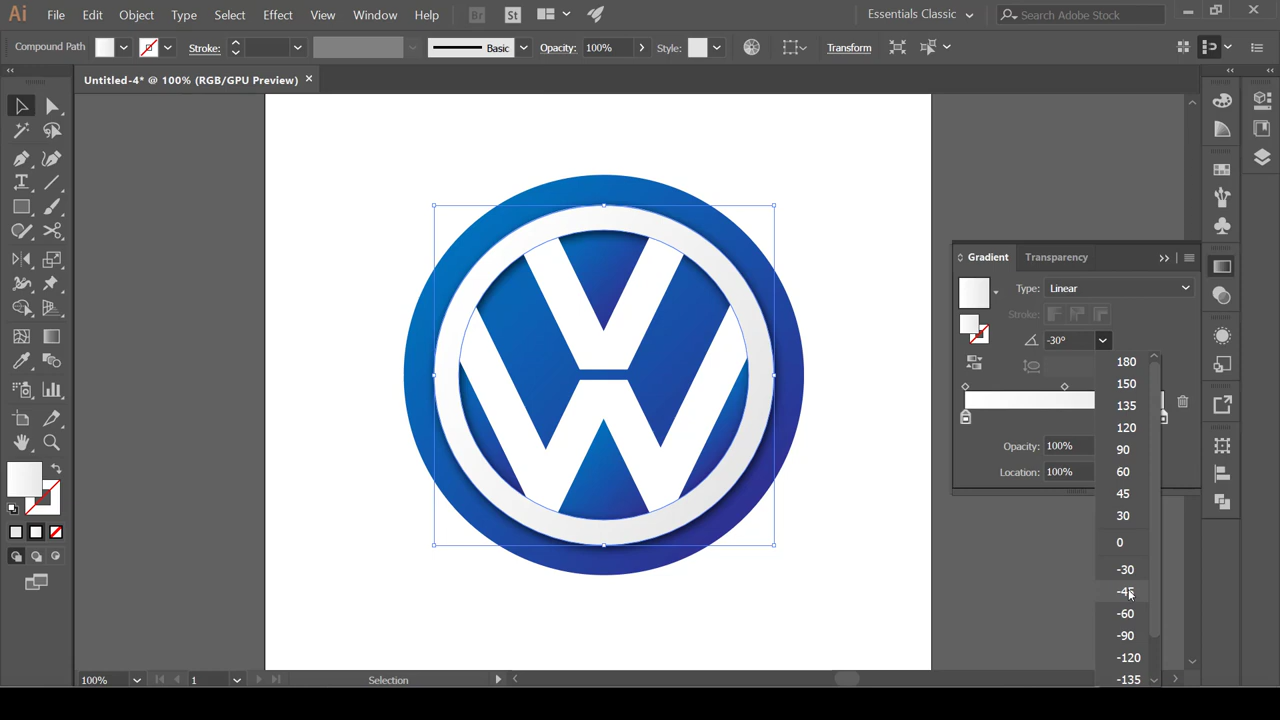 Ai File Edit Object Type Select Effect View Window Help Br St Essentials Classic Search Adobe Stock
Compound Path Stroke: Basic Opacity: 100% Style: Transform
Untitled-4* @ 100% (RGB/GPU Preview) ×
Gradient Transparency
Type: Linear
Stroke:
-30°
180
150
135
120
90
60
45
30
0
-30
-45
-60
-90
-120
-135
Opacity: 100%
Location: 100%
100% 1 Selection